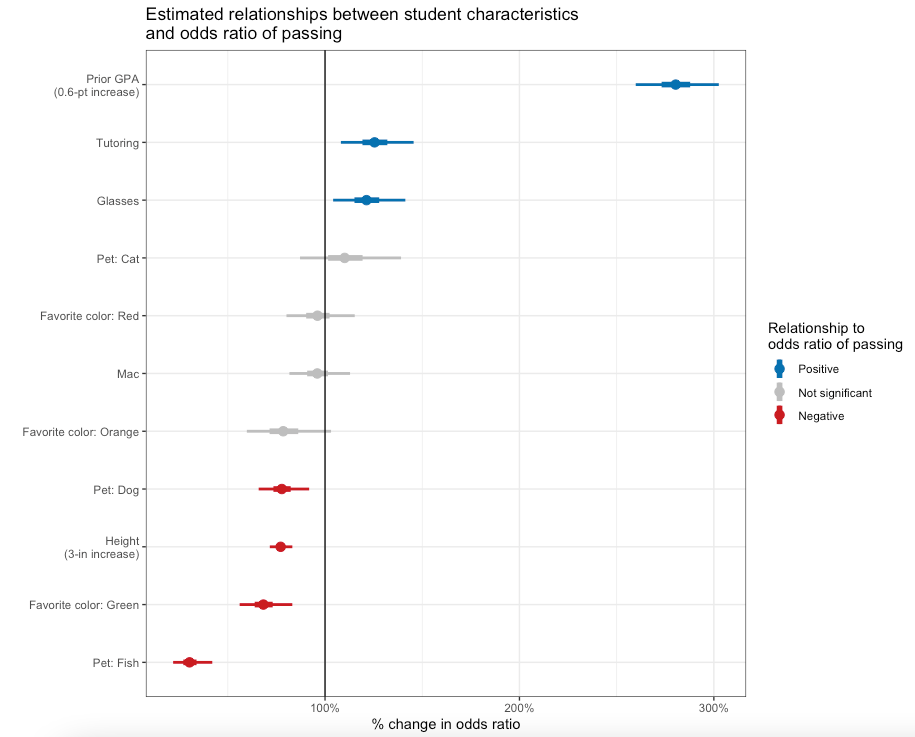 Estimated relationships between student characteristics
and odds ratio of passing
Prior GPA
(0.6-pt increase)
Tutoring
Glasses
Pet: Cat
Favorite color: Red
Mac
Favorite color: Orange
Pet: Dog
Height
(3-in increase)
Favorite color: Green
Pet: Fish
100%
200%
300%
% change in odds ratio
Relationship to
odds ratio of passing
Positive
Not significant
Negative